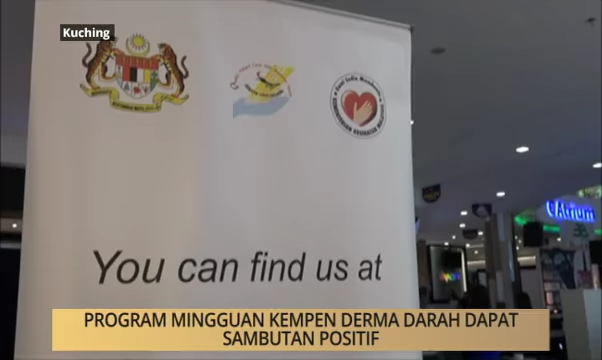 Kuching
You can find us at
Atrium
PROGRAM MINGGUAN KEMPEN DERMA DARAH DAPAT
SAMBUTAN POSITIF